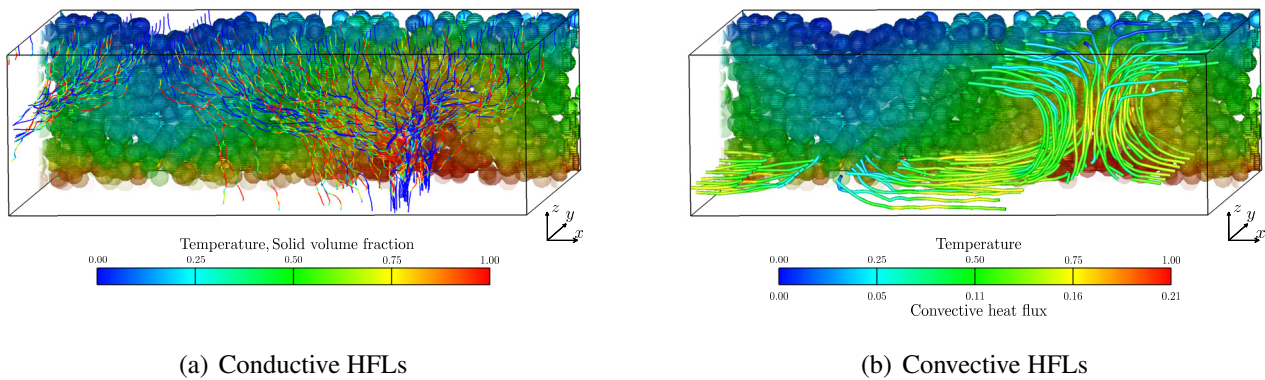 z
y
x
Temperature, Solid volume fraction
0.00 0.25 0.50 0.75 1.00
(a) Conductive HFLs
z
y
x
Temperature
0.00 0.25 0.50 0.75 1.00
0.00 0.05 0.11 0.16 0.21
Convective heat flux
(b) Convective HFLs